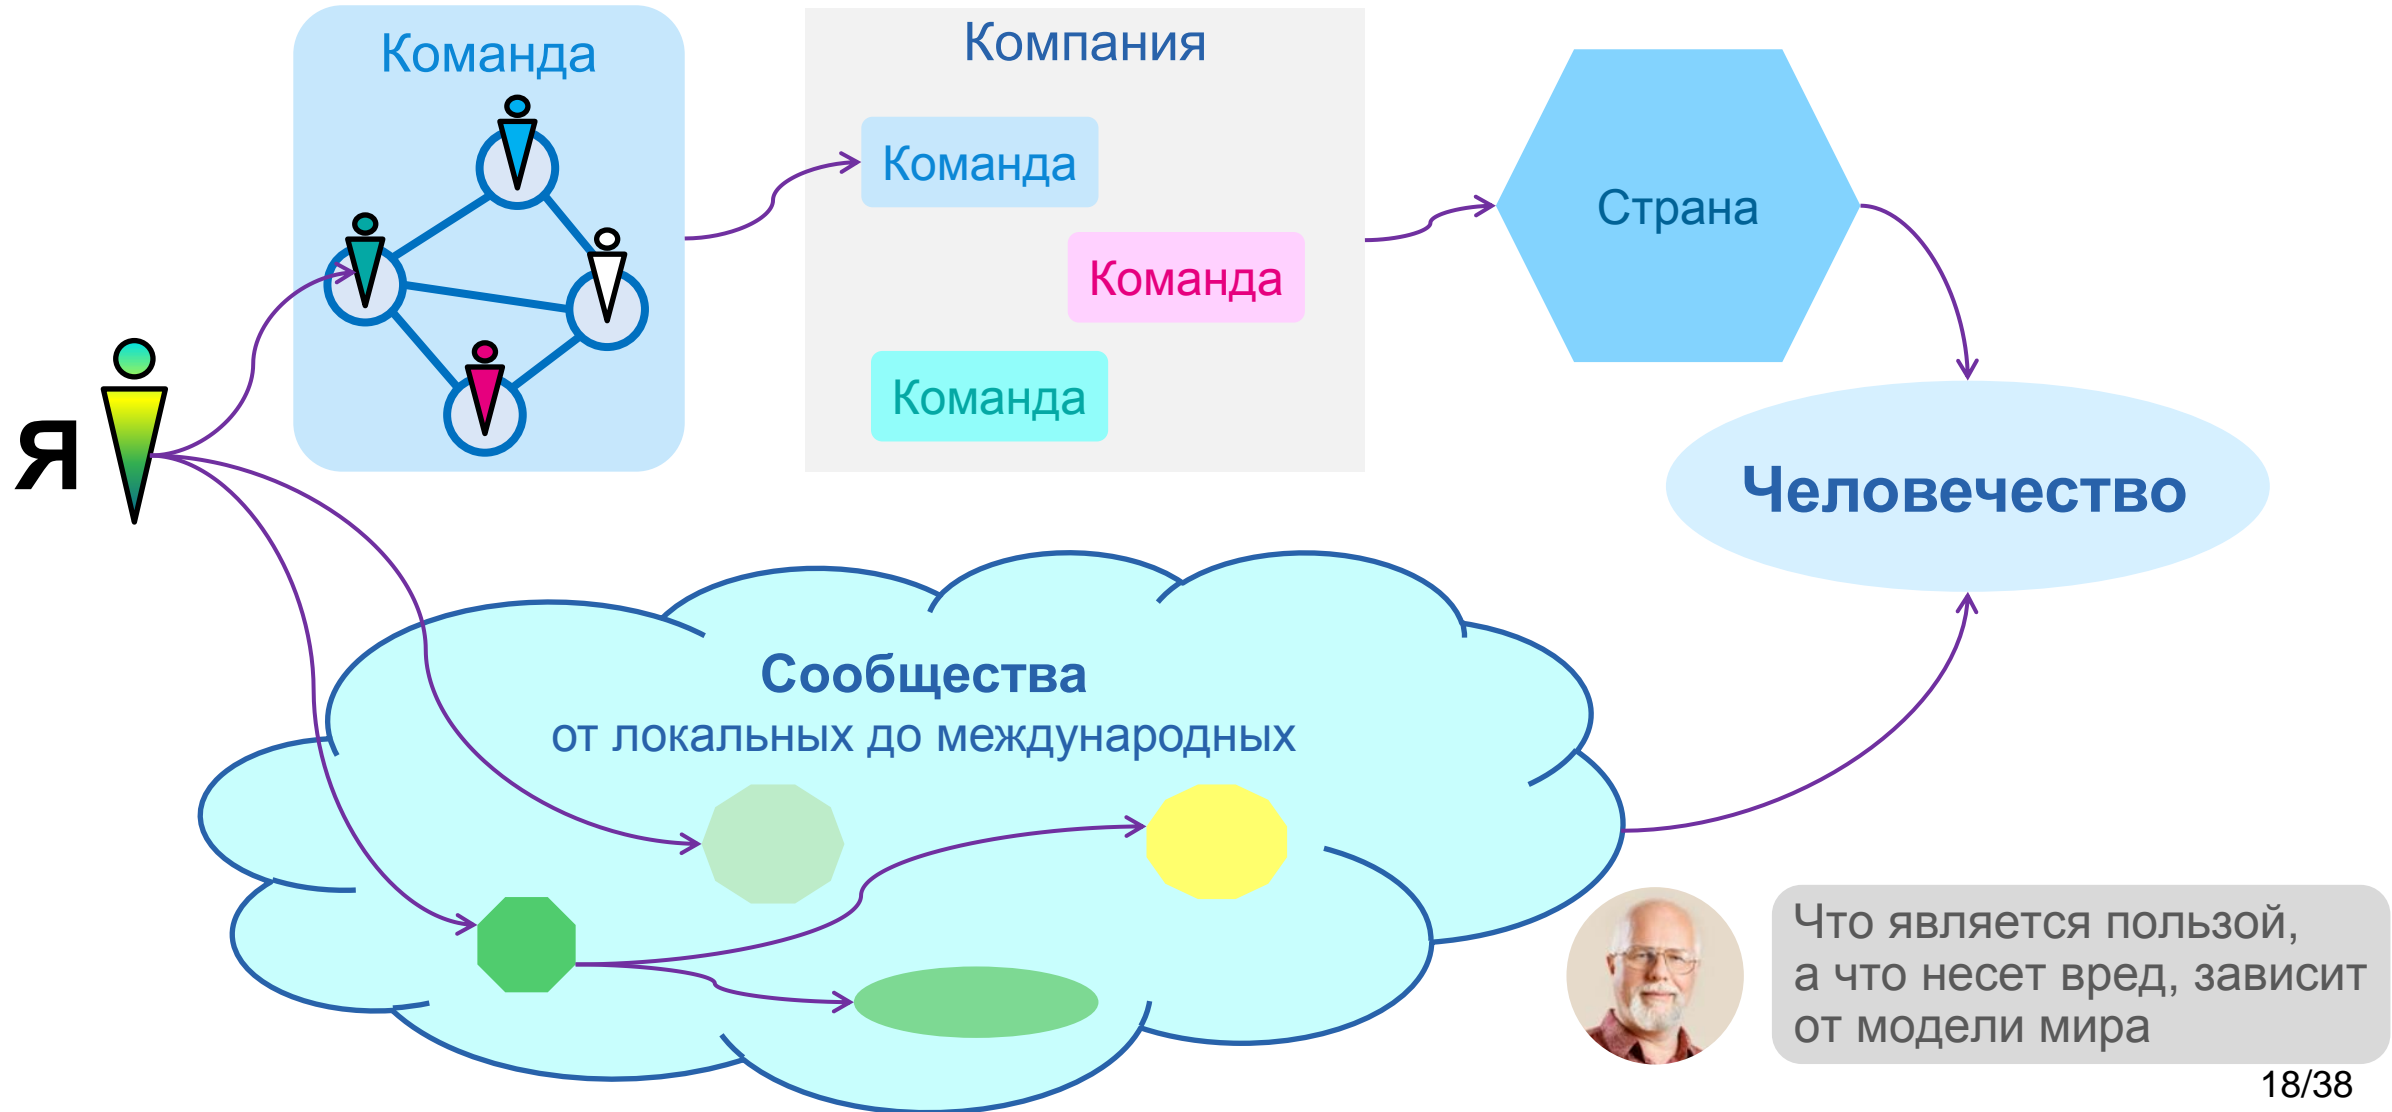 Команда
Компания
Команда
Команда
Команда
Страна
Я
Человечество
Сообщества
от локальных до международных
Что является пользой,
а что несет вред, зависит
от модели мира
18/38